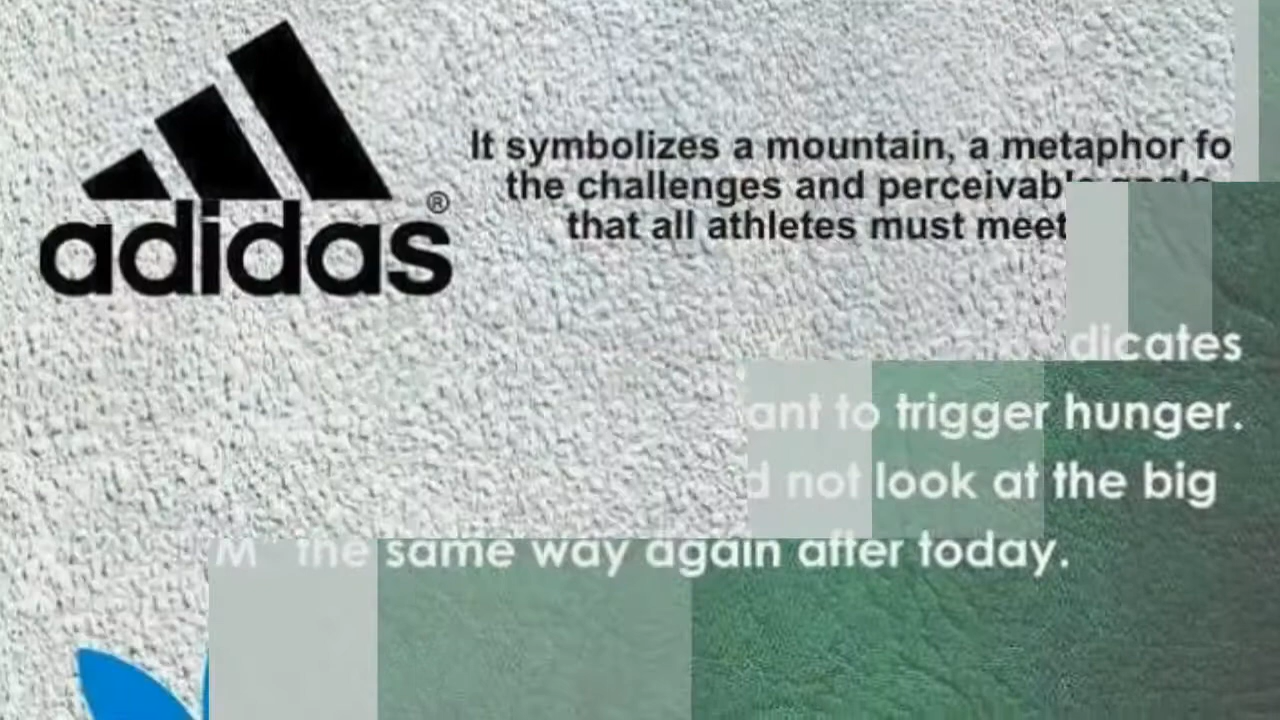 adidas®
It symbolizes a mountain, a metaphor fo
the challenges and
that all athletes must meet
dicates
ant to trigger hunger.
not look at the big
the same way again after today.